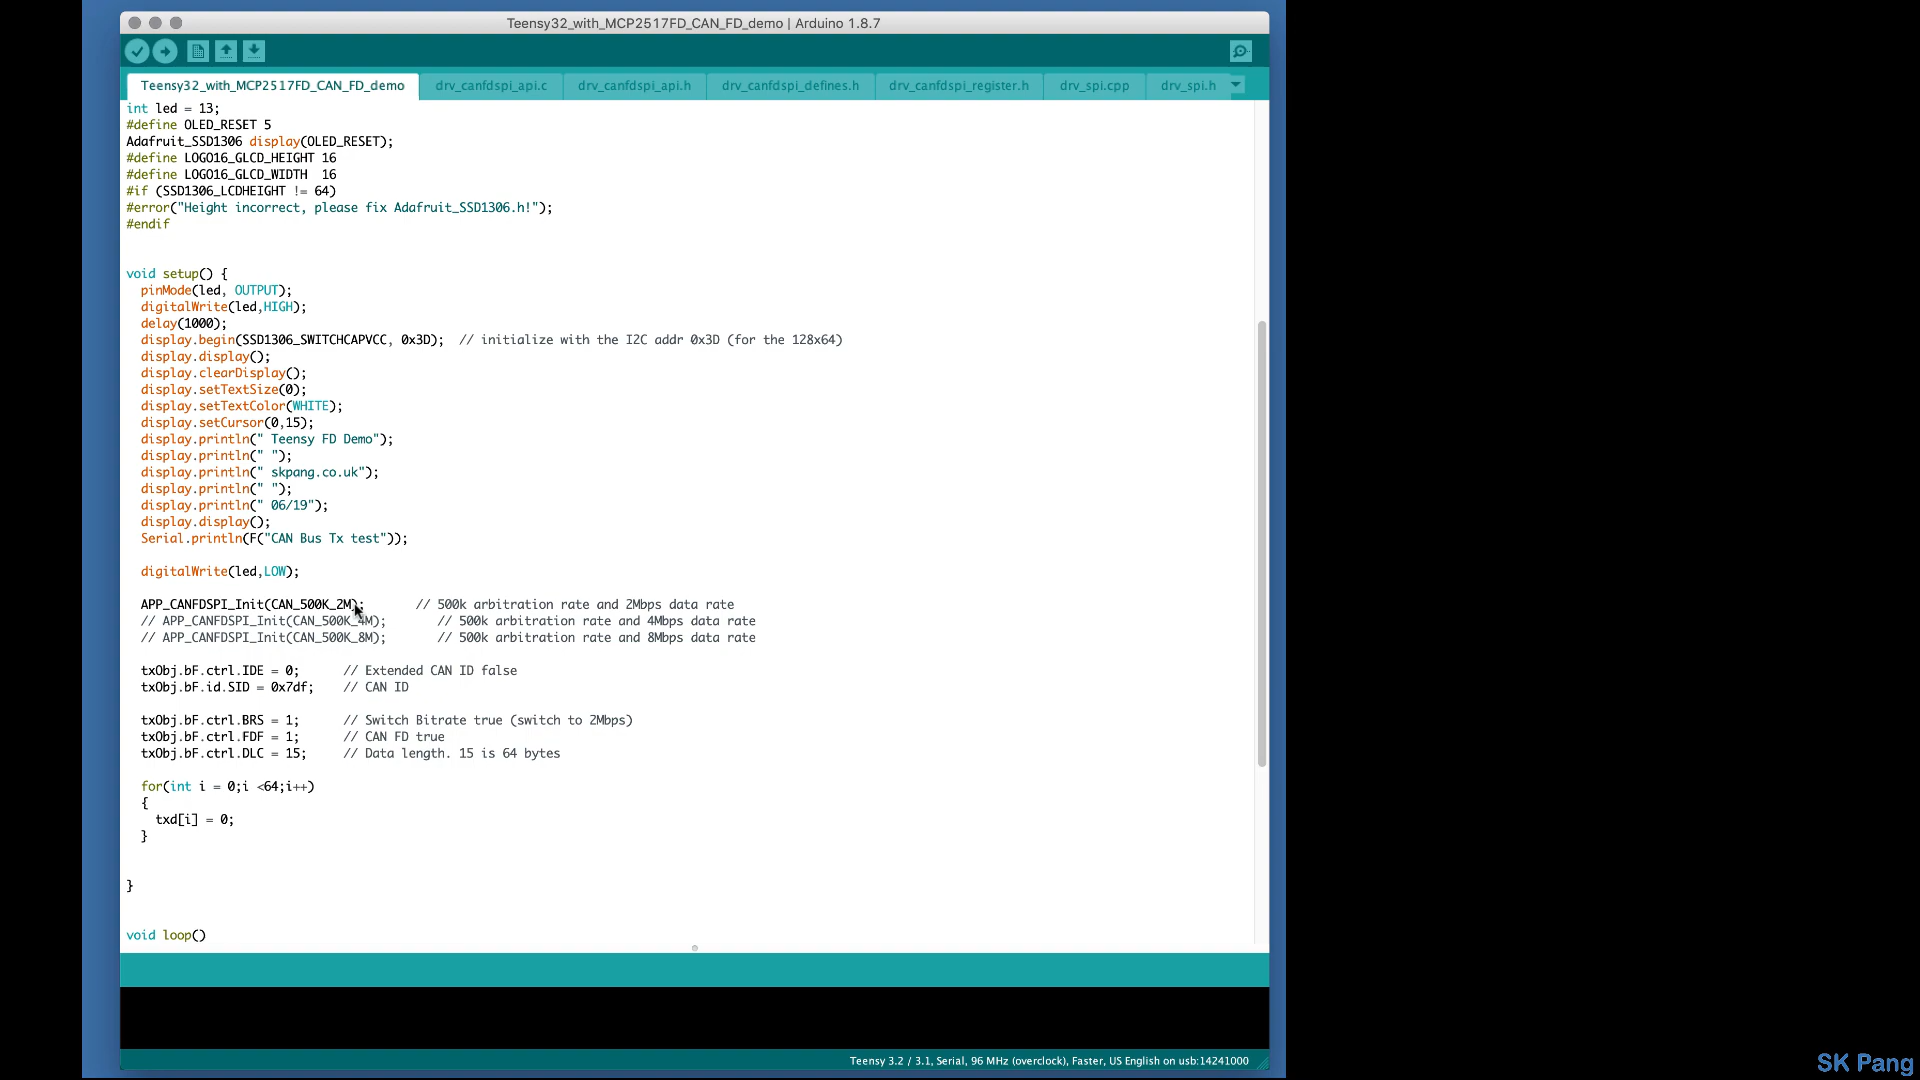 Teensy32_with_MCP2517FD_CAN_FD_demo | Arduino 1.8.7
Teensy32_with_MCP2517FD_CAN_FD_demo drv_canfdspi_api.c drv_canfdspi_api.h drv_canfdspi_defines.h drv_canfdspi_register.h drv_spi.cpp drv_spi.h
int led = 13;
#define OLED_RESET 5
Adafruit_SSD1306 display(OLED_RESET);
#define LOGO16_GLCD_HEIGHT 16
#define LOGO16_GLCD_WIDTH  16
#if (SSD1306_LCDHEIGHT != 64)
#error("Height incorrect, please fix Adafruit_SSD1306.h!");
#endif
void setup() {
pinMode(led, OUTPUT);
digitalWrite(led,HIGH);
delay(1000);
display.begin(SSD1306_SWITCHCAPVCC, 0x3D);  // initialize with the I2C addr 0x3D (for the 128x64)
display.display();
display.clearDisplay();
display.setTextSize(0);
display.setTextColor(WHITE);
display.setCursor(0,15);
display.println(" Teensy FD Demo");
display.println(" ");
display.println(" skpang.co.uk");
display.println(" ");
display.println(" 06/19");
display.display();
Serial.println(F("CAN Bus Tx test"));
digitalWrite(led,LOW);
APP_CANFDSPI_Init(CAN_500K_2M);       // 500k arbitration rate and 2Mbps data rate
// APP_CANFDSPI_Init(CAN_500K_4M);       // 500k arbitration rate and 4Mbps data rate
// APP_CANFDSPI_Init(CAN_500K_8M);       // 500k arbitration rate and 8Mbps data rate
txObj.bF.ctrl.IDE = 0;      // Extended CAN ID false
txObj.bF.id.SID = 0x7df;    // CAN ID
txObj.bF.ctrl.BRS = 1;      // Switch Bitrate true (switch to 2Mbps)
txObj.bF.ctrl.FDF = 1;      // CAN FD true
txObj.bF.ctrl.DLC = 15;     // Data length. 15 is 64 bytes
for(int i = 0;i <64;i++)
{
txd[i] = 0;
}
}
void loop()
Teensy 3.2 / 3.1, Serial, 96 MHz (overclock), Faster, US English on usb:14241000
SK Pang